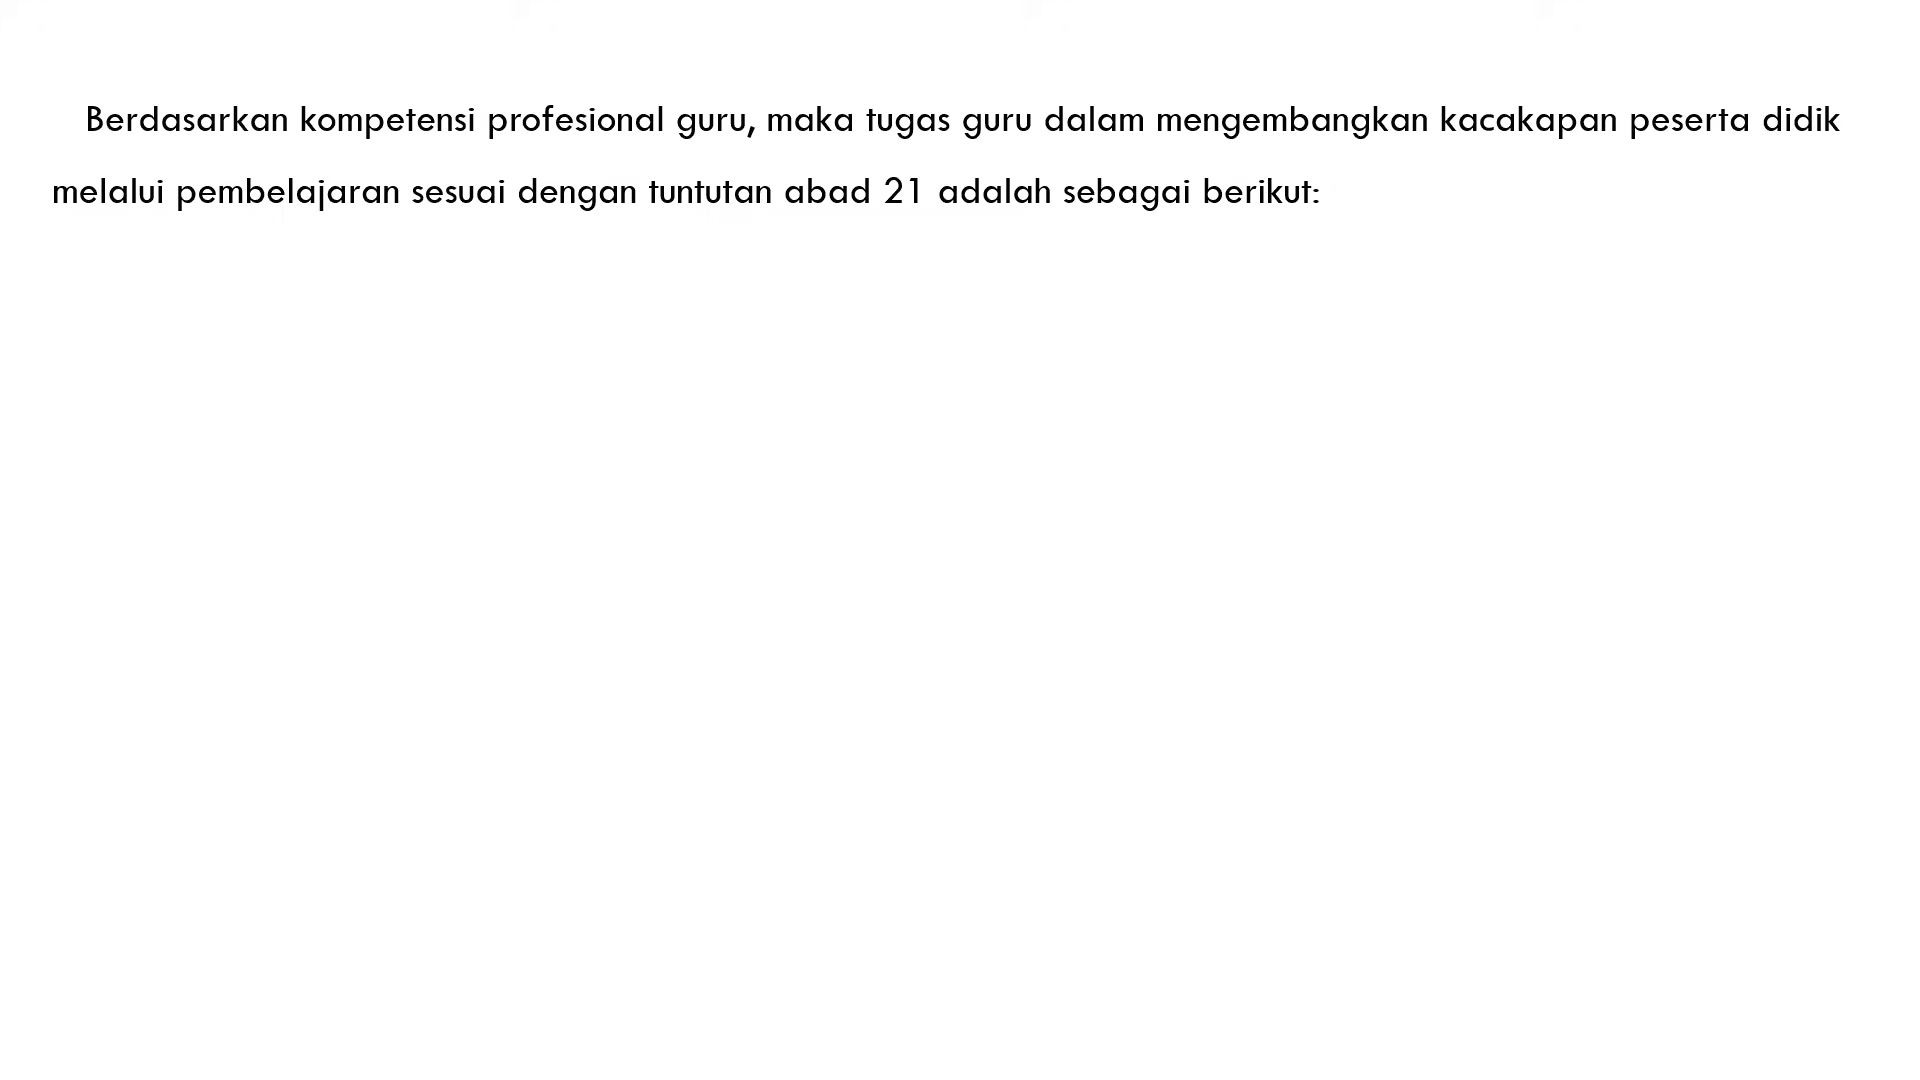 Berdasarkan kompetensi profesional guru, maka tugas guru dalam mengembangkan kacakapan peserta didik
melalui pembelajaran sesuai dengan tuntutan abad 21 adalah sebagai berikut: